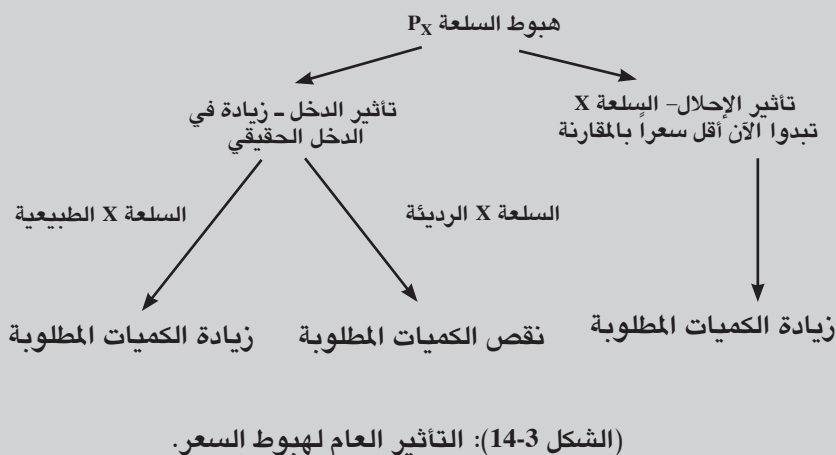 هبوط السلعة PX
تأثير الإحلال– السلعة X
تبدوا الآن أقل سعراً بالمقارنة
تأثير الدخل ـ زيادة في
الدخل الحقيقي
السلعة X الرديئة
السلعة X الطبيعية
زيادة الكميات المطلوبة
نقص الكميات المطلوبة
زيادة الكميات المطلوبة
(الشكل 3-14): التأثير العام لهبوط السعر.